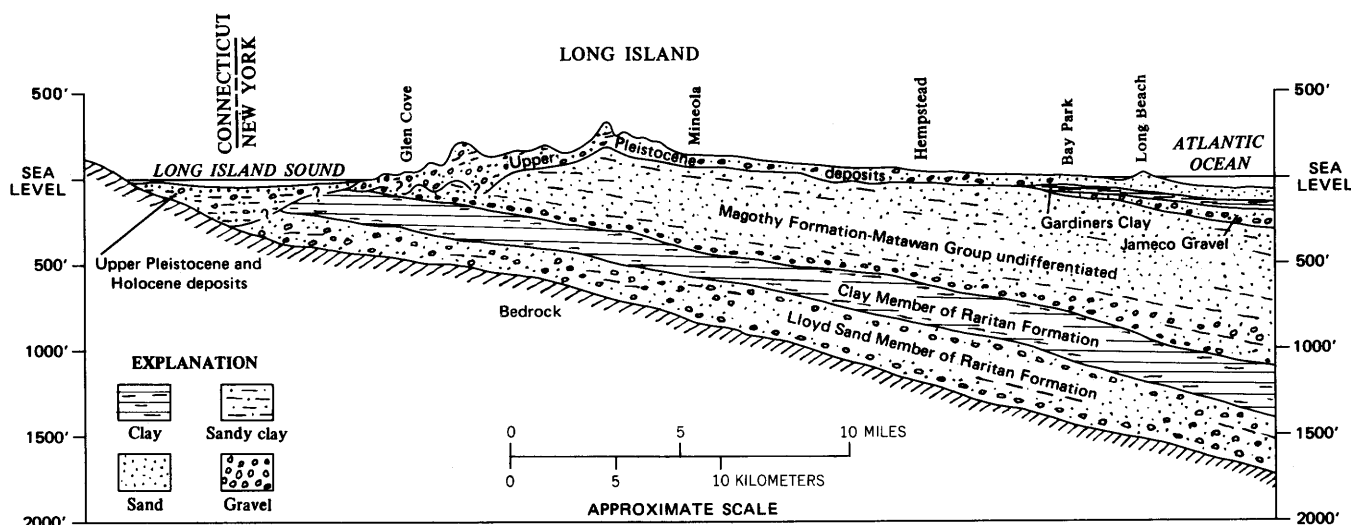 LONG ISLAND
CONNECTICUT
NEW YORK
Glen Cove
Mineola
Hempstead
Bay Park
Long Beach
500'
500'
ATLANTIC
OCEAN
LONG ISLAND SOUND
SEA
LEVEL
SEA
LEVEL
Upper
Pleistocene
deposits
Gardiners Clay
Jameco Gravel
Magothy Formation-Matawan Group undifferentiated
Upper Pleistocene and
Holocene deposits
500'
500'
Bedrock
Clay Member of Raritan Formation
Lloyd Sand Member of Raritan Formation
1000'
1000'
EXPLANATION
Clay
Sandy clay
Sand
Gravel
1500'
1500'
0 5 10 MILES
0 5 10 KILOMETERS
APPROXIMATE SCALE
2000'
2000'